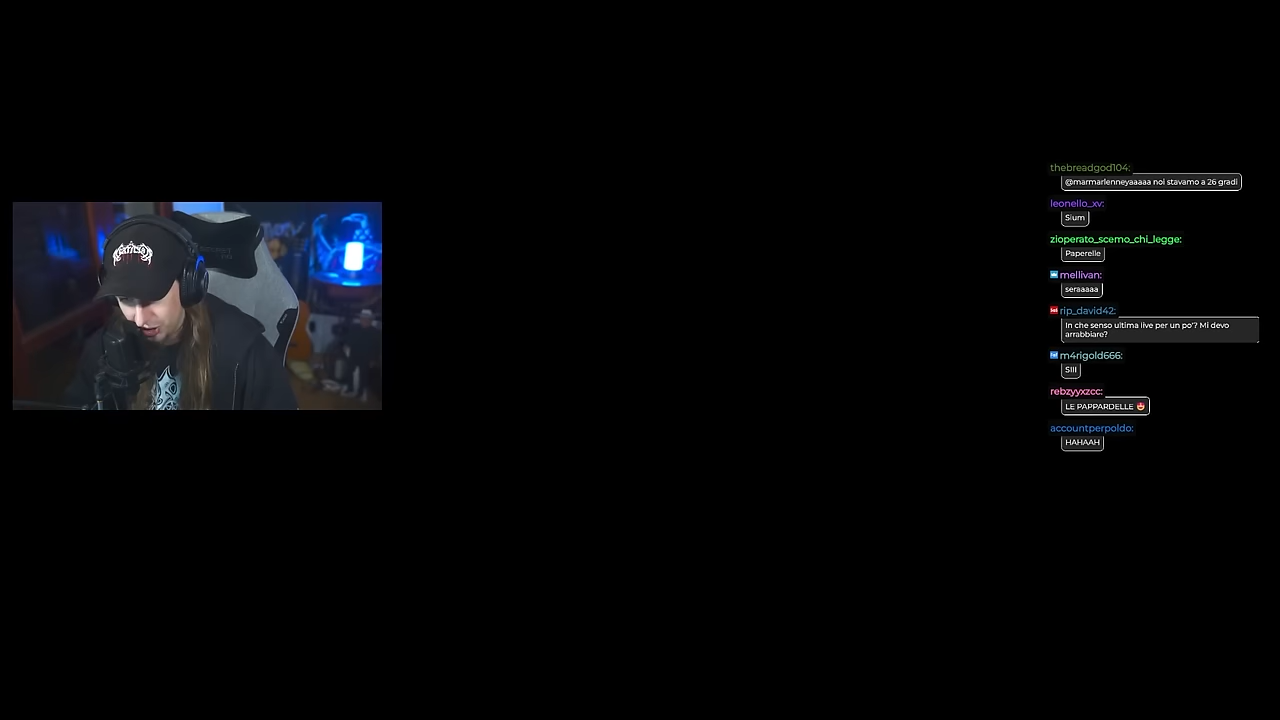 thebreadgod104:
@marmarlenneyaaaaa noi stavamo a 26 gradi
leonello_xv:
Sium
zioperato_scemo_chi_legge:
Paperelle
mellivan:
seraaaaa
rip_david42:
In che senso ultima live per un po'? Mi devo
arrabbiare?
m4rigold666:
SIII
rebzyyxzcc:
LE PAPPARDELLE 🤩
accountperpoldo:
HAHAAH